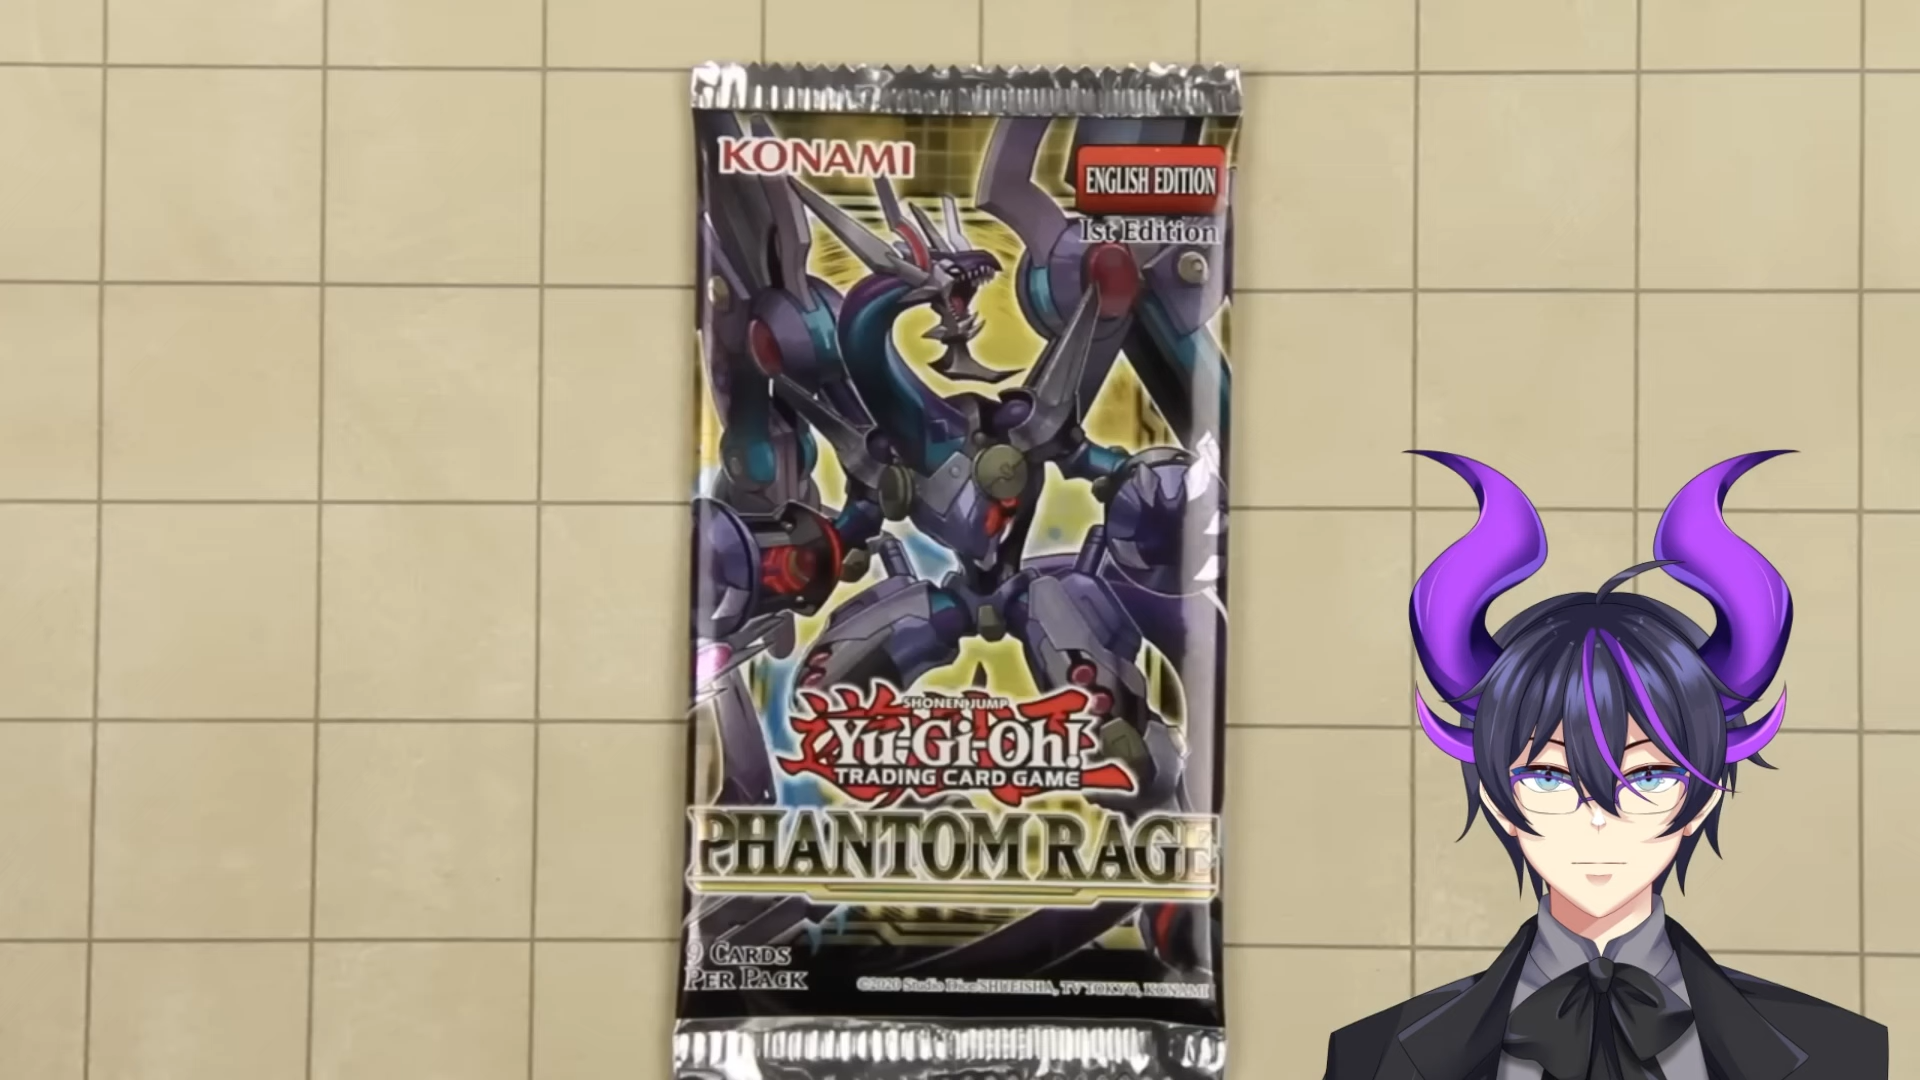 KONAMI
ENGLISH EDITION
1st Edition
SHONEN JUMP
Yu-Gi-Oh!
TRADING CARD GAME
PHANTOM RAGE
9 CARDS
PER PACK
©2020 Studio Dice/SHUEISHA, TV TOKYO, KONAMI